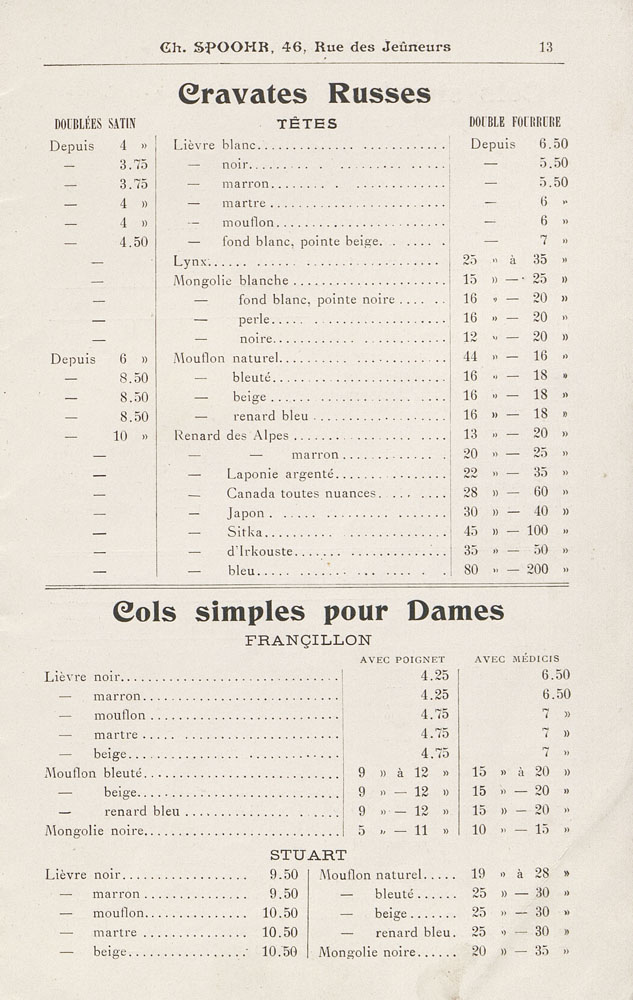 Ch. SPOOHR, 46, Rue des Jeûneurs 13
Cravates Russes
DOUBLÉES SATIN TÊTES DOUBLE FOURRURE
Depuis 4 » Lièvre blanc Depuis 6.50
— 3.75 — noir — 5.50
— 3.75 — marron — 5.50
— 4 » — martre — 6 »
— 4 » — mouflon — 6 »
— 4.50 — fond blanc, pointe beige — 7 »
— Lynx 25 » à 35 »
— Mongolie blanche 15 » — 25 »
— — fond blanc, pointe noire 16 » — 20 »
— — perle 16 » — 20 »
— — noire 12 » — 20 »
Depuis 6 » Mouflon naturel 44 » — 16 »
— 8.50 — bleuté 16 » — 18 »
— 8.50 — beige 16 » — 18 »
— 8.50 — renard bleu 16 » — 18 »
— 10 » Renard des Alpes 13 » — 20 »
— — — marron 20 » — 25 »
— — Laponie argenté 22 » — 35 »
— — Canada toutes nuances 28 » — 60 »
— — Japon 30 » — 40 »
— — Sitka 45 » — 100 »
— — d'Irkouste 35 » — 50 »
— — bleu 80 » — 200 »
Cols simples pour Dames
FRANÇILLON
AVEC POIGNET AVEC MÉDICIS
Lièvre noir 4.25 6.50
— marron 4.25 6.50
— mouflon 4.75 7 »
— martre 4.75 7 »
— beige 4.75 7 »
Mouflon bleuté 9 » à 12 » 15 » à 20 »
— beige 9 » — 12 » 15 » — 20 »
— renard bleu 9 » — 12 » 15 » — 20 »
Mongolie noire 5 » — 11 » 10 » — 15 »
STUART
Lièvre noir 9.50 Mouflon naturel 19 » à 28 »
— marron 9.50 — bleuté 25 » — 30 »
— mouflon 10.50 — beige 25 » — 30 »
— martre 10.50 — renard bleu 25 » — 30 »
— beige 10.50 Mongolie noire 20 » — 35 »